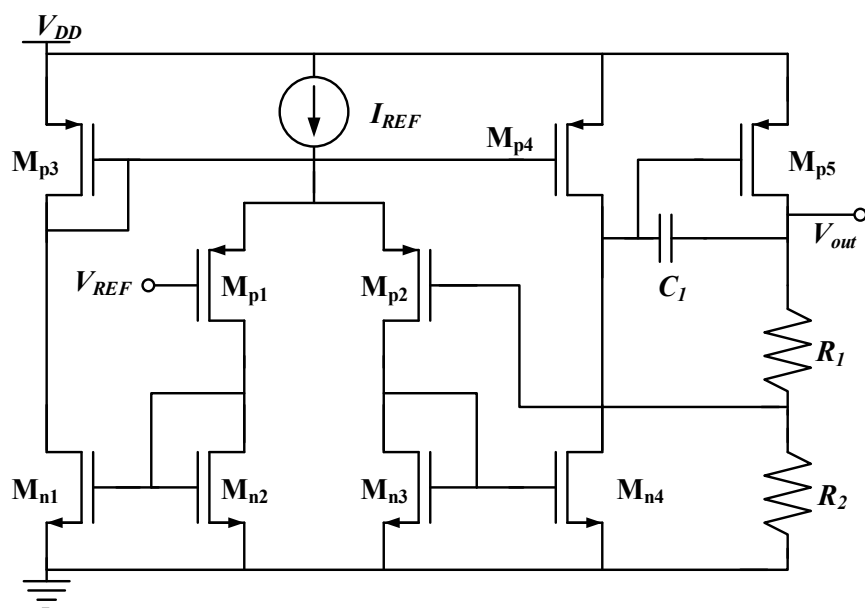 V_DD
I_REF
M_p3
M_p4
M_p5
V_out
V_REF
M_p1
M_p2
C_1
R_1
M_n1
M_n2
M_n3
M_n4
R_2